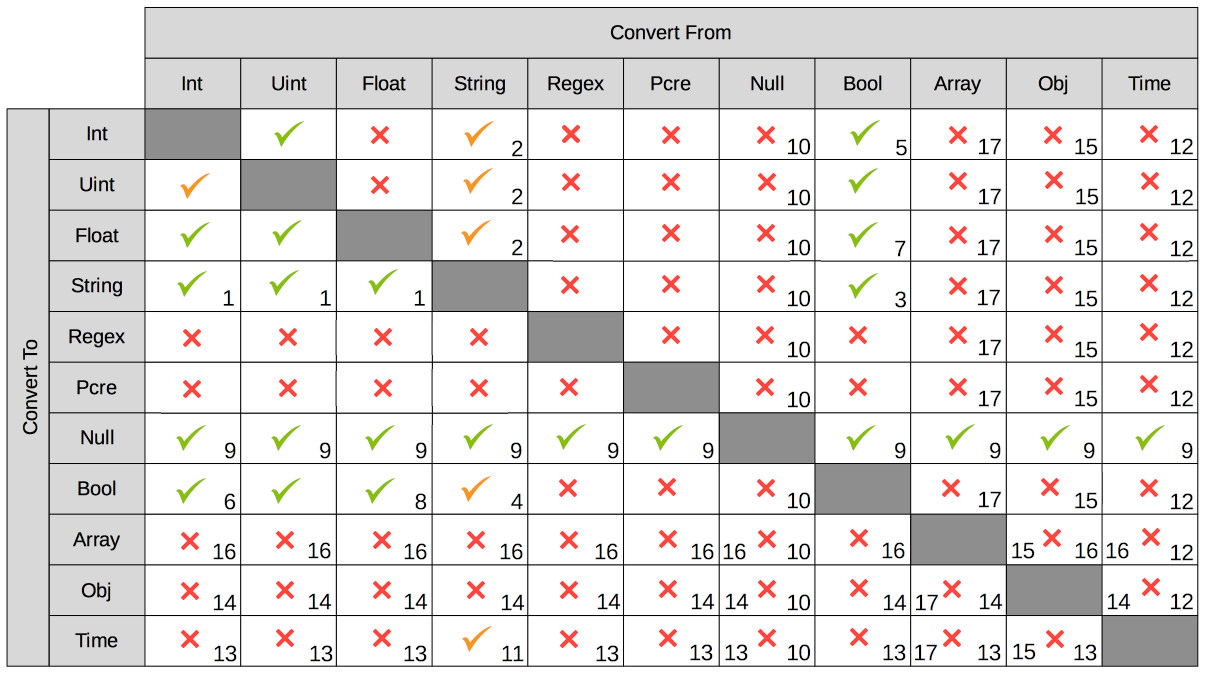 Convert From
Int Uint Float String Regex Pcre Null Bool Array Obj Time
Convert To
Int 2 10 5 17 15 12
Uint 2 10 17 15 12
Float 2 10 7 17 15 12
String 1 1 1 10 3 17 15 12
Regex 10 17 15 12
Pcre 10 17 15 12
Null 9 9 9 9 9 9 9 9 9 9
Bool 6 8 4 10 17 15 12
Array 16 16 16 16 16 16 16 10 16 15 16 16 12
Obj 14 14 14 14 14 14 14 10 14 17 14 14 12
Time 13 13 13 11 13 13 13 10 13 17 13 15 13